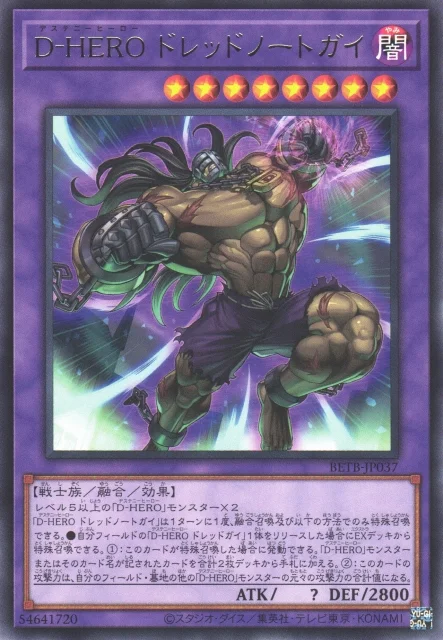 デステニーヒーロー
D-HERO ドレッドノートガイ
やみ
闇
BETB-JP037
【戦士族／融合／効果】
レベル5以上の「D-HERO」モンスター×2
「D-HERO ドレッドノートガイ」は1ターンに1度、融合召喚及び以下の方法でのみ特殊召喚
できる。●自分フィールドの「D-HERO ドレッドガイ」1体をリリースした場合にEXデッキから
特殊召喚できる。①：このカードが特殊召喚した場合に発動できる。「D-HERO」モンスター
またはそのカード名が記されたカードを合計2枚デッキから手札に加える。②：このカードの
攻撃力は、自分のフィールド・墓地の他の「D-HERO」モンスターの元々の攻撃力の合計値になる。
ATK/ ? DEF/2800
54641720
©スタジオ・ダイス／集英社・テレビ東京・KONAMI